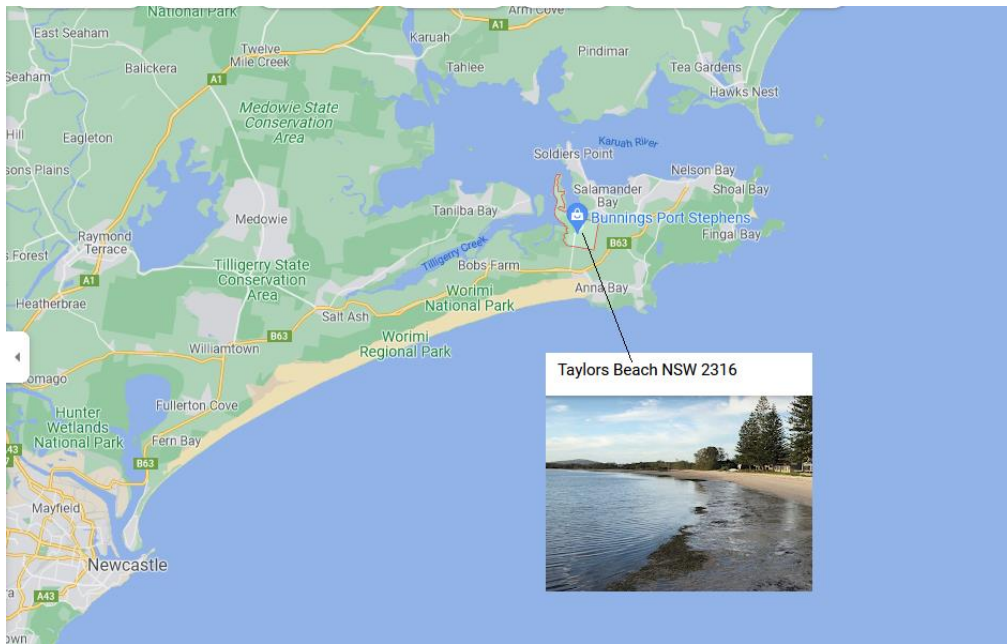 National Park
Arm Cove
East Seaham
A1
Karuah
Twelve
Mile Creek
Pindimar
Balickera
Tahlee
Tea Gardens
Seaham
A1
Hawks Nest
Medowie State
Conservation
Area
Hill
Eagleton
Karuah River
Soldiers Point
sons Plains
Nelson Bay
Salamander
Bay
Shoal Bay
Tanilba Bay
Medowie
Bunnings Port Stephens
Raymond
Terrace
Fingal Bay
Tilligerry Creek
B63
s Forest
Tilligerry State
Conservation
Area
Bobs Farm
A1
Anna Bay
Worimi
National Park
Heatherbrae
Salt Ash
B63
Worimi
Regional Park
Williamtown
Taylors Beach NSW 2316
omago
Fullerton Cove
Hunter
Wetlands
National Park
Fern Bay
A43
B63
Mayfield
Newcastle
A43